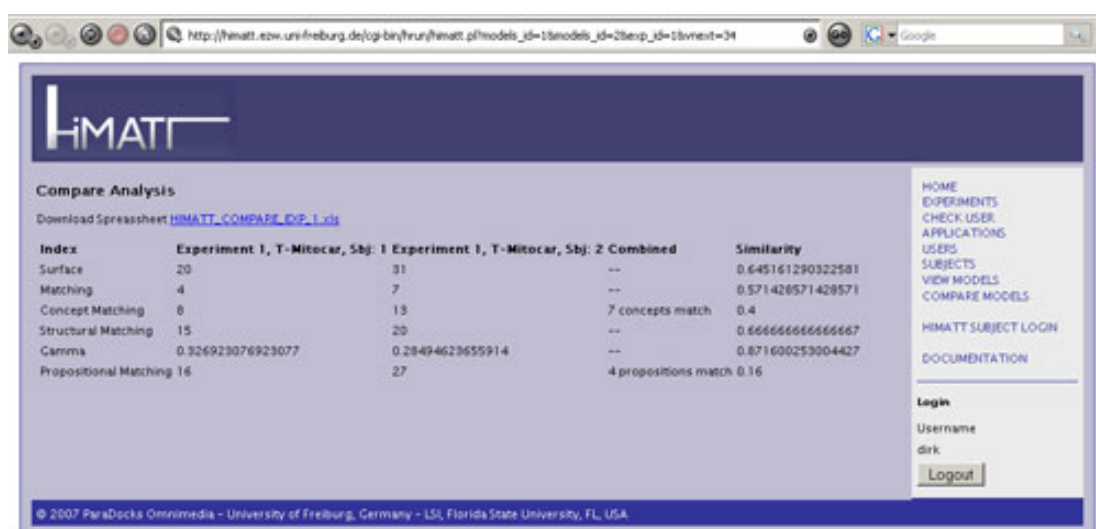 http://himatt.ezw.uni-freiburg.de/cgi-bin/hrun/himatt.pl?models_id=1&models_id=2&exp_id=1&vnext=34
Go
G
Google
HiMATT
Compare Analysis
Download Spreassheet HIMATT_COMPARE_EXP_1.xls
Index Experiment 1, T-Mitocar, Sbj: 1 Experiment 1, T-Mitocar, Sbj: 2 Combined Similarity
Surface 20 31 -- 0.645161290322581
Matching 4 7 -- 0.571428571428571
Concept Matching 8 13 7 concepts match 0.4
Structural Matching 15 20 -- 0.666666666666667
Gamma 0.326923076923077 0.28494623655914 -- 0.871600253004427
Propositional Matching 16 27 4 propositions match 0.16
HOME
EXPERIMENTS
CHECK USER
APPLICATIONS
USERS
SUBJECTS
VIEW MODELS
COMPARE MODELS
HIMATT SUBJECT LOGIN
DOCUMENTATION
Login
Username
dirk
Logout
© 2007 ParaDocks Omnimedia - University of Freiburg, Germany - LSI, Florida State University, FL, USA